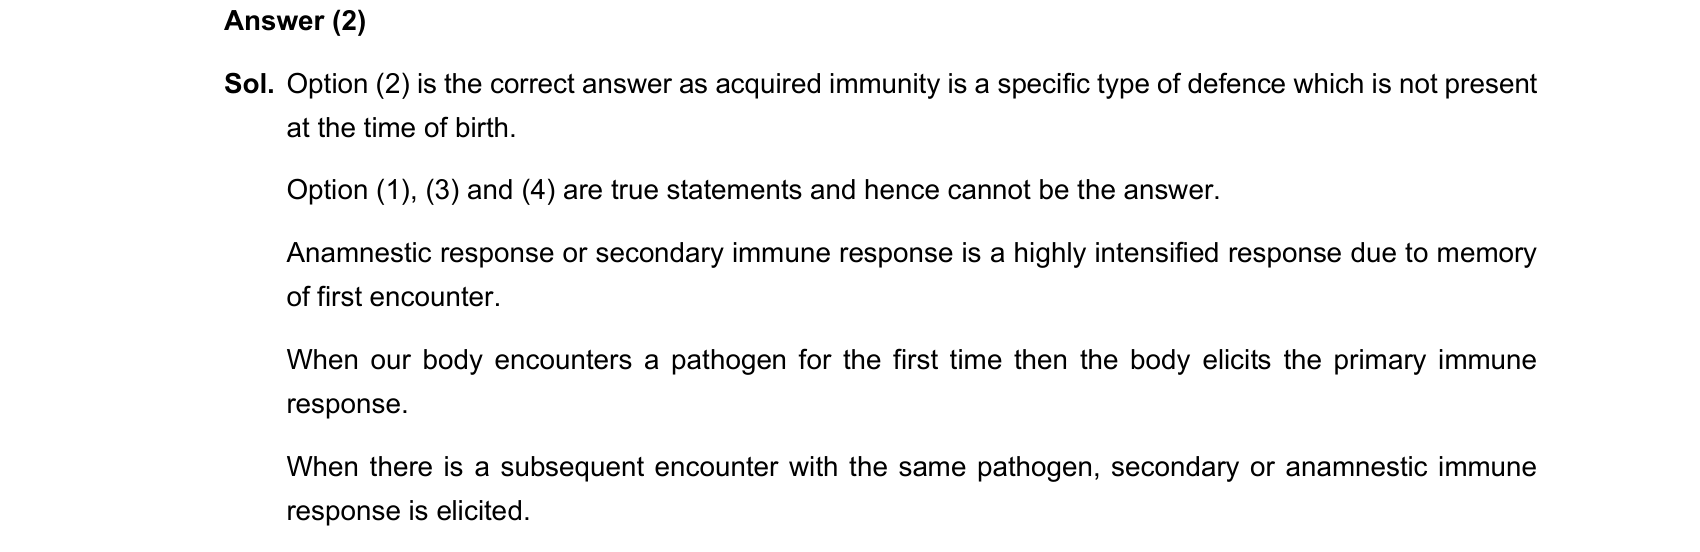 Answer (2)
Sol. Option (2) is the correct answer as acquired immunity is a specific type of defence which is not present
at the time of birth.
Option (1), (3) and (4) are true statements and hence cannot be the answer.
Anamnestic response or secondary immune response is a highly intensified response due to memory
of first encounter.
When our body encounters a pathogen for the first time then the body elicits the primary immune
response.
When there is a subsequent encounter with the same pathogen, secondary or anamnestic immune
response is elicited.